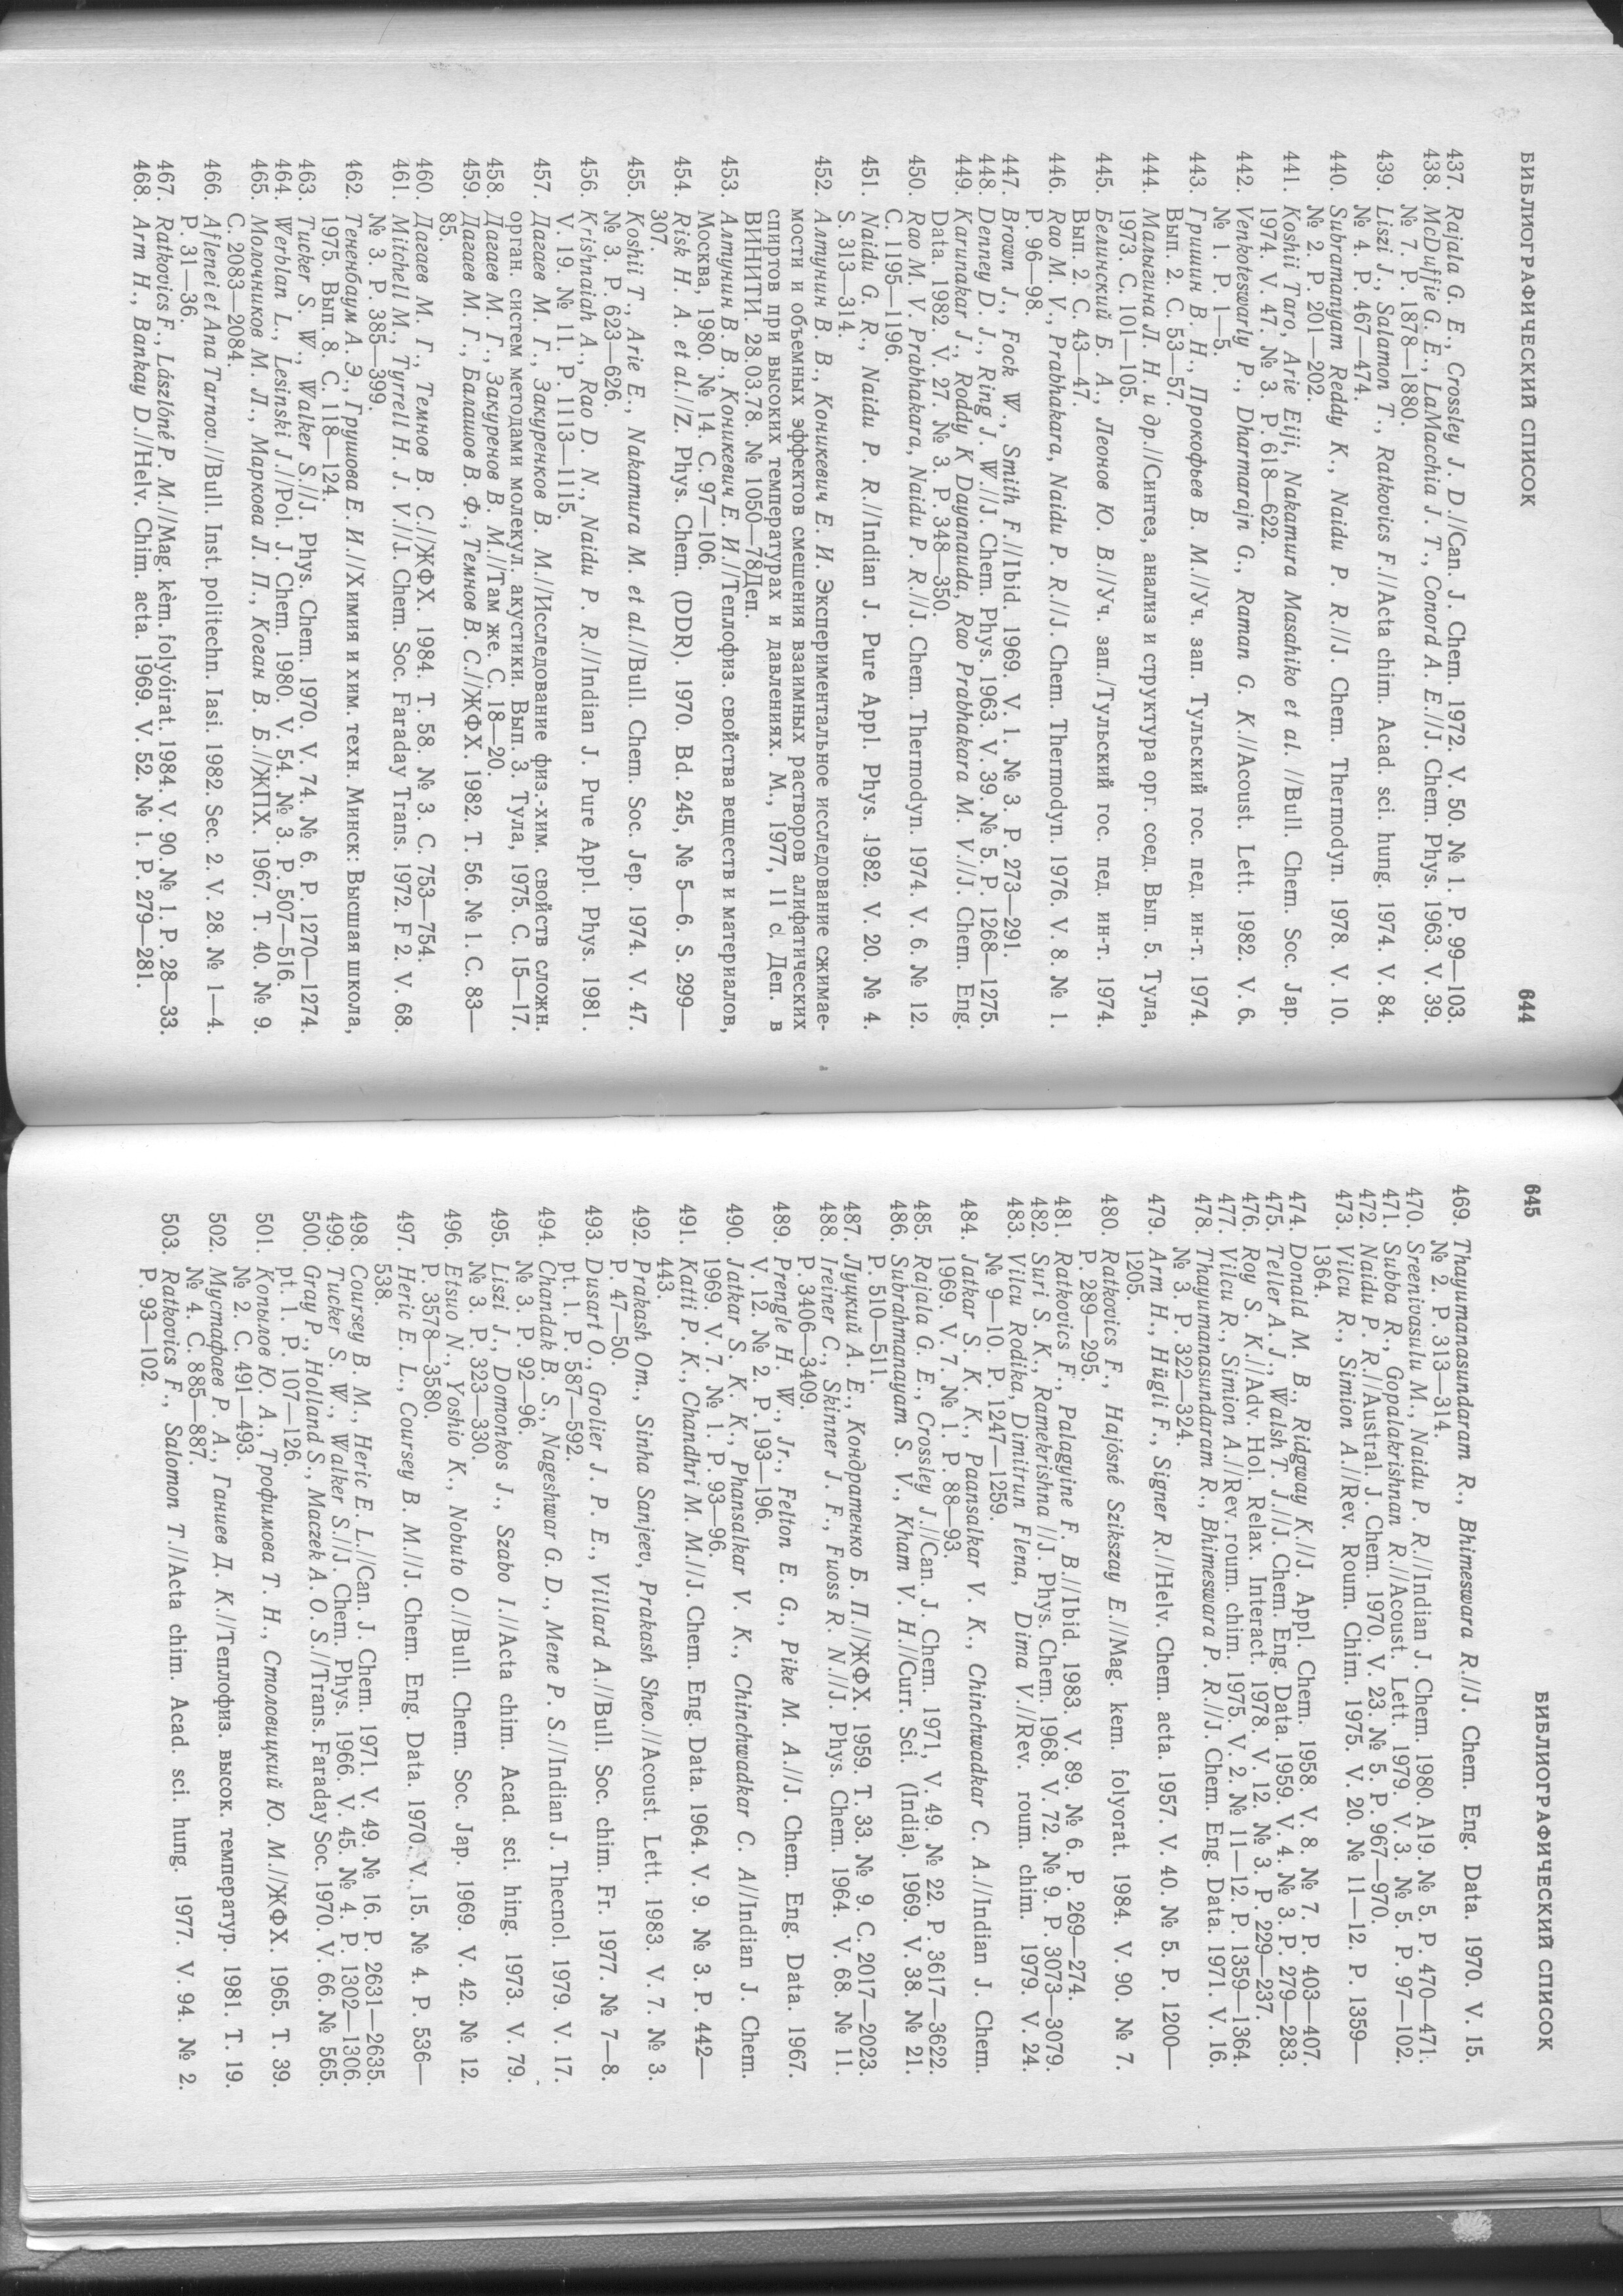 БИБЛИОГРАФИЧЕСКИЙ СПИСОК 644
437. Rajala G. E., Crossley J. D.//Can. J. Chem. 1972. V. 50. № 1. P. 99—103.
438. McDuffie G. E., LaMacchia J. T., Conord A. E.//J. Chem. Phys. 1963. V. 39.
№ 7. P. 1878—1880.
439. Liszi J., Salamon T., Ratkovics F.//Acta chim. Acad. sci. hung. 1974. V. 84.
№ 4. P. 467—474.
440. Subramanyam Reddy K., Naidu P. R.//J. Chem. Thermodyn. 1978. V. 10.
№ 2. P. 201—202.
441. Koshii Taro, Arie Eiji, Nakamura Masahiko et al. //Bull. Chem. Soc. Jap.
1974. V. 47. № 3. P. 618—622.
442. Venkoteswarly P., Dharmarajn G., Raman G. K.//Acoust. Lett. 1982. V. 6.
№ 1. P. 1—5.
443. Гришин В. Н., Прокофьев В. М.//Уч. зап. Тульский гос. пед. ин-т. 1974.
Вып. 2. С. 53—57.
444. Малыгина Л. Н. и др.//Синтез, анализ и структура орг. соед. Вып. 5. Тула,
1973. С. 101—105.
445. Белинский Б. А., Леонов Ю. В.//Уч. зап./Тульский гос. пед. ин-т. 1974.
Вып. 2. С. 43—47.
446. Rao M. V., Prabhakara, Naidu P. R.//J. Chem. Thermodyn. 1976. V. 8. № 1.
P. 96—98.
447. Brown J., Fock W., Smith F.//Ibid. 1969. V. 1. № 3. P. 273—291.
448. Denney D. J., Ring J. W.//J. Chem. Phys. 1963. V. 39. № 5. P. 1268—1275.
449. Karunakar J., Roddy K Dayanauda, Rao Prabhakara M. V.//J. Chem. Eng.
Data. 1982. V. 27. № 3. P. 348—350.
450. Rao M. V. Prabhakara, Naidu P. R.//J. Chem. Thermodyn. 1974. V. 6. № 12.
С. 1195—1196.
451. Naidu G. R., Naidu P. R.//Indian J. Pure Appl. Phys. 1982. V. 20. № 4.
S. 313—314.
452. Алтунин В. В., Коникевич Е. И. Экспериментальное исследование сжимае-
мости и объемных эффектов смешения взаимных растворов алифатических
спиртов при высоких температурах и давлениях. М., 1977, 11 с. Деп. в
ВИНИТИ. 28.03.78. № 1050—78Деп.
453. Алтунин В. В., Коникевич Е. И.//Теплофиз. свойства веществ и материалов,
Москва, 1980. № 14. С. 97—106.
454. Risk H. A. et al.//Z. Phys. Chem. (DDR). 1970. Bd. 245, № 5—6. S. 299—
307.
455. Koshii T., Arie E., Nakamura M. et al.//Bull. Chem. Soc. Jep. 1974. V. 47.
№ 3. P. 623—626.
456. Krishnaiah A., Rao D. N., Naidu P. R.//Indian J. Pure Appl. Phys. 1981.
V. 19. № 11. P. 1113—1115.
457. Дагаев М. Г., Закуренков В. М.//Исследование физ.-хим. свойств сложн.
орган. систем методами молекул. акустики. Вып. 3. Тула, 1975. С. 15—17.
458. Дагаев М. Г., Закуренов В. М.//Там же. С. 18—20.
459. Дагаев М. Г., Балашов В. Ф., Темнов В. С.//ЖФХ. 1982. Т. 56. № 1. С. 83—
85.
460. Дагаев М. Г., Темнов В. С.//ЖФХ. 1984. Т. 58. № 3. С. 753—754.
461. Mitchell M., Tyrrell H. J. V.//J. Chem. Soc. Faraday Trans. 1972. F 2. V. 68.
№ 3. P. 385—399.
462. Тененбаум А. Э., Грушова Е. И.//Химия и хим. техн. Минск: Высшая школа,
1975. Вып. 8. С. 118—124.
463. Tucker S. W., Walker S.//J. Phys. Chem. 1970. V. 74. № 6. P. 1270—1274.
464. Werblan L., Lesinski J.//Pol. J. Chem. 1980. V. 54. № 3. P. 507—516.
465. Молочников М. Л., Маркова Л. П., Коган В. Б.//ЖПХ. 1967. Т. 40. № 9.
С. 2083—2084.
466. Aflenei et Ana Tarnov.//Bull. Inst. politechn. Iasi. 1982. Sec. 2. V. 28. № 1—4.
P. 31—36.
467. Ratkovics F., Lászlóné P. M.//Mag. kèm. folyóirat. 1984. V. 90. № 1. P. 28—33.
468. Arm H., Bankay D.//Helv. Chim. acta. 1969. V. 52. № 1. P. 279—281.
645 БИБЛИОГРАФИЧЕСКИЙ СПИСОК
469. Thayumanasundaram R., Bhimeswara R.//J. Chem. Eng. Data. 1970. V. 15.
№ 2. P. 313—314.
470. Sreenivasulu M., Naidu P. R.//Indian J. Chem. 1980. A19. № 5. P. 470—471.
471. Subba R., Gopalakrishnan R.//Acoust. Lett. 1979. V. 3. № 5. P. 97—102.
472. Naidu P. R.//Austral. J. Chem. 1970. V. 23. № 5. P. 967—970.
473. Vilcu R., Simion A.//Rev. Roum. Chim. 1975. V. 20. № 11—12. P. 1359—
1364.
474. Donald M. B., Ridgway K.//J. Appl. Chem. 1958. V. 8. № 7. P. 403—407.
475. Teller A. J., Walsh T. J.//J. Chem. Eng. Data. 1959. V. 4. № 3. P. 279—283.
476. Roy S. K.//Adv. Hol. Relax. Interact. 1978. V. 12. № 3. P. 229—237.
477. Vilcu R., Simion A.//Rev. roum. chim. 1975. V. 2. № 11—12. P. 1359—1364.
478. Thayumanasundaram R., Bhimeswara P. R.//J. Chem. Eng. Data. 1971. V. 16.
№ 3. P. 322—324.
479. Arm H., Hügli F., Signer R.//Helv. Chem. acta. 1957. V. 40. № 5. P. 1200—
1205.
480. Ratkovics F., Hajósné Szikszay E.//Mag. kem. folyorat. 1984. V. 90. № 7.
P. 289—295.
481. Ratkovics F., Palagyine F. B.//Ibid. 1983. V. 89. № 6. P. 269—274.
482. Suri S. K., Ramekrishna //J. Phys. Chem. 1968. V. 72. № 9. P. 3073—3079.
483. Vilcu Rodika, Dimitrun Flena, Dima V.//Rev. roum. chim. 1979. V. 24.
№ 9—10. P. 1247—1259.
484. Jatkar S. K. K., Paansalkar V. K., Chinchwadkar C. A.//Indian J. Chem.
1969. V. 7. № 1. P. 88—93.
485. Rajala G. E., Crossley J.//Can. J. Chem. 1971, V. 49. № 22. P. 3617—3622.
486. Subrahmanayam S. V., Kham V. H.//Curr. Sci. (India). 1969. V. 38. № 21.
P. 510—511.
487. Луцкий А. Е., Кондратенко Б. П.//ЖФХ. 1959. Т. 33. № 9. С. 2017—2023.
488. Ireiner C., Skinner J. F., Fuoss R. N.//J. Phys. Chem. 1964. V. 68. № 11.
P. 3406—3409.
489. Prengle H. W., Jr., Felton E. G., Pike M. A.//J. Chem. Eng. Data. 1967.
V. 12. № 2. P. 193—196.
490. Jatkar S. K. K., Phansalkar V. K., Chinchwadkar C. A//Indian J. Chem.
1969. V. 7. № 1. P. 93—96.
491. Katti P. K., Chandhri M. M.//J. Chem. Eng. Data. 1964. V. 9. № 3. P. 442—
443.
492. Prakash Om., Sinha Sanjeev, Prakash Sheo.//Acoust. Lett. 1983. V. 7. № 3.
P. 47—50.
493. Dusart O., Grolier J. P. E., Villard A.//Bull. Soc. chim. Fr. 1977. № 7—8.
pt. 1. P. 587—592.
494. Chandak B. S., Nageshwar G. D., Mene P. S.//Indian J. Thecnol. 1979. V. 17.
№ 3. P. 92—96.
495. Liszi J., Domonkos J., Szabo I.//Acta chim. Acad. sci. hing. 1973. V. 79.
№ 3. P. 323—330.
496. Etsuo N., Yoshio K., Nobuto O.//Bull. Chem. Soc. Jap. 1969. V. 42. № 12.
P. 3578—3580.
497. Heric E. L., Coursey B. M.//J. Chem. Eng. Data. 1970. V. 15. № 4. P. 536—
538.
498. Coursey B. M., Heric E. L.//Can. J. Chem. 1971. V. 49. № 16. P. 2631—2635.
499. Tucker S. W., Walker S.//J. Chem. Phys. 1966. V. 45. № 4. P. 1302—1306.
500. Gray P., Holland S., Maczek A. O. S.//Trans. Faraday Soc. 1970. V. 66. № 565.
pt. 1. P. 107—126.
501. Копылов Ю. А., Трофимова Т. Н., Столовицкий Ю. М.//ЖФХ. 1965. Т. 39.
№ 2. С. 491—493.
502. Мустафаев Р. А., Ганиев Д. К.//Теплофиз. высок. температур. 1981. Т. 19.
№ 4. С. 885—887.
503. Ratkovics F., Salomon T.//Acta chim. Acad. sci. hung. 1977. V. 94. № 2.
P. 93—102.